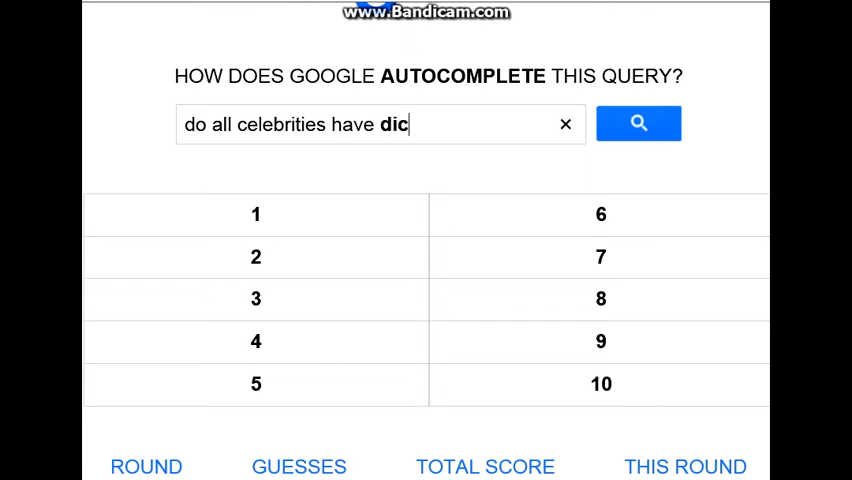 www.Bandicam.com
HOW DOES GOOGLE AUTOCOMPLETE THIS QUERY?
do all celebrities have dic
1 6
2 7
3 8
4 9
5 10
ROUND GUESSES TOTAL SCORE THIS ROUND